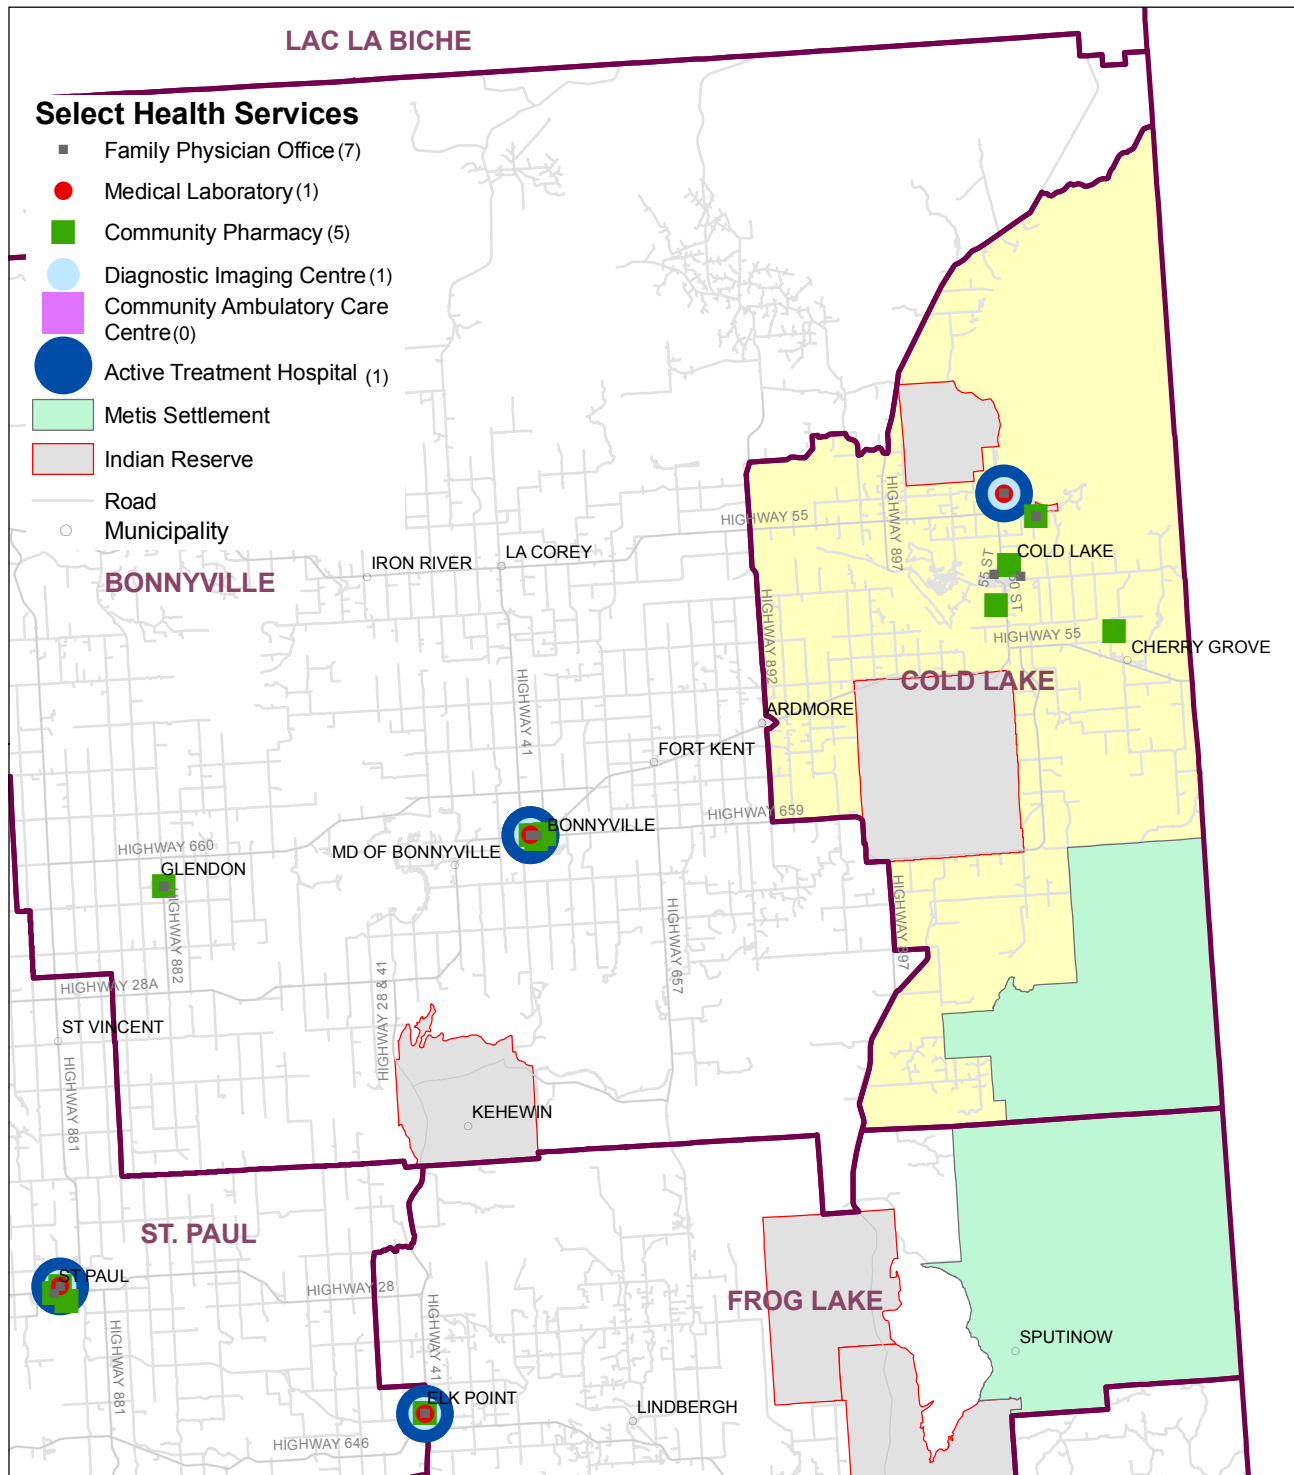 LAC LA BICHE
Select Health Services
Family Physician Office (7)
Medical Laboratory (1)
Community Pharmacy (5)
Diagnostic Imaging Centre (1)
Community Ambulatory Care
Centre (0)
Active Treatment Hospital (1)
Metis Settlement
Indian Reserve
Road
Municipality
HIGHWAY 55
HIGHWAY 897
IRON RIVER
LA COREY
COLD LAKE
BONNYVILLE
55 ST
50 ST
HIGHWAY 892
HIGHWAY 55
CHERRY GROVE
COLD LAKE
HIGHWAY 41
ARDMORE
FORT KENT
HIGHWAY 659
BONNYVILLE
HIGHWAY 660
MD OF BONNYVILLE
GLENDON
HIGHWAY 882
HIGHWAY 657
HIGHWAY 897
HIGHWAY 28A
HIGHWAY 28 & 41
ST VINCENT
HIGHWAY 881
KEHEWIN
ST. PAUL
ST PAUL
HIGHWAY 28
HIGHWAY 41
FROG LAKE
SPUTINOW
HIGHWAY 881
ELK POINT
LINDBERGH
HIGHWAY 646